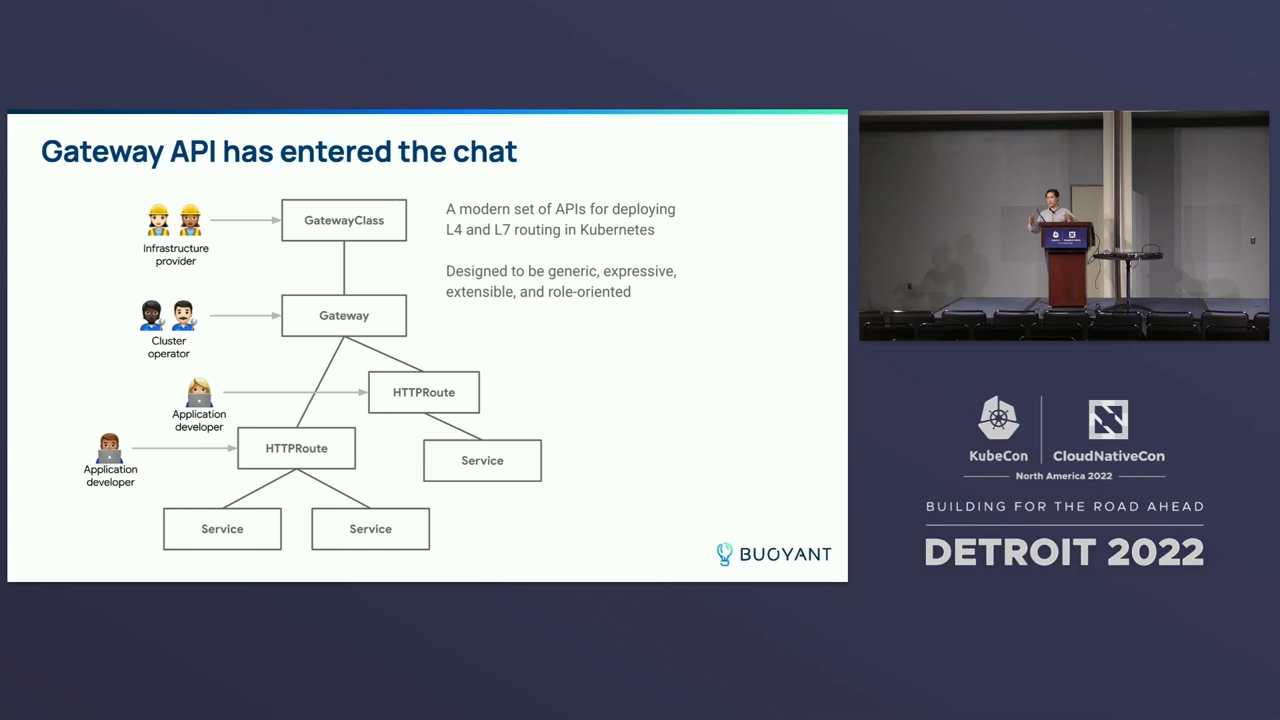 Gateway API has entered the chat
GatewayClass
Infrastructure
provider
A modern set of APIs for deploying
L4 and L7 routing in Kubernetes
Designed to be generic, expressive,
extensible, and role-oriented
Gateway
Cluster
operator
HTTPRoute
Application
developer
HTTPRoute
Application
developer
Service
Service
Service
BUOYANT
KubeCon
CloudNativeCon
North America 2022
BUILDING FOR THE ROAD AHEAD
DETROIT 2022